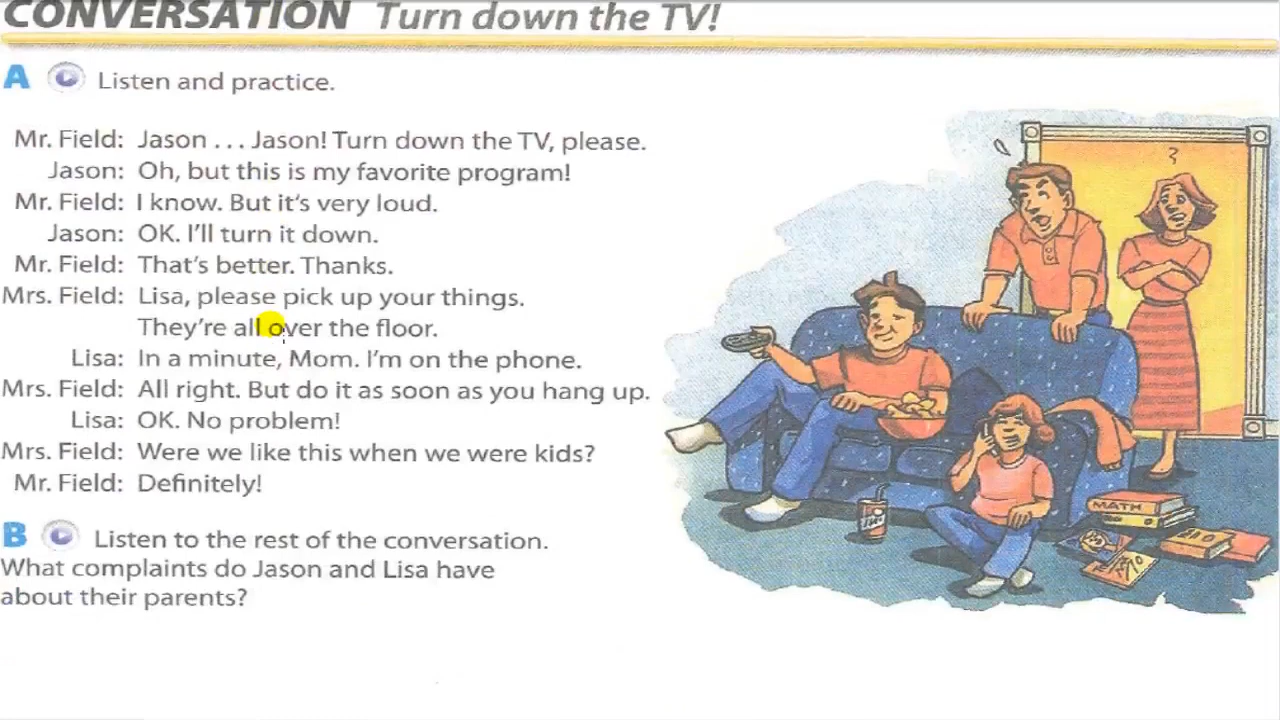 CONVERSATION Turn down the TV!
A Listen and practice.
Mr. Field: Jason . . . Jason! Turn down the TV, please.
Jason: Oh, but this is my favorite program!
Mr. Field: I know. But it's very loud.
Jason: OK. I'll turn it down.
Mr. Field: That's better. Thanks.
Mrs. Field: Lisa, please pick up your things.
They're all over the floor.
Lisa: In a minute, Mom. I'm on the phone.
Mrs. Field: All right. But do it as soon as you hang up.
Lisa: OK. No problem!
Mrs. Field: Were we like this when we were kids?
Mr. Field: Definitely!
B Listen to the rest of the conversation.
What complaints do Jason and Lisa have
about their parents?
?
MATH